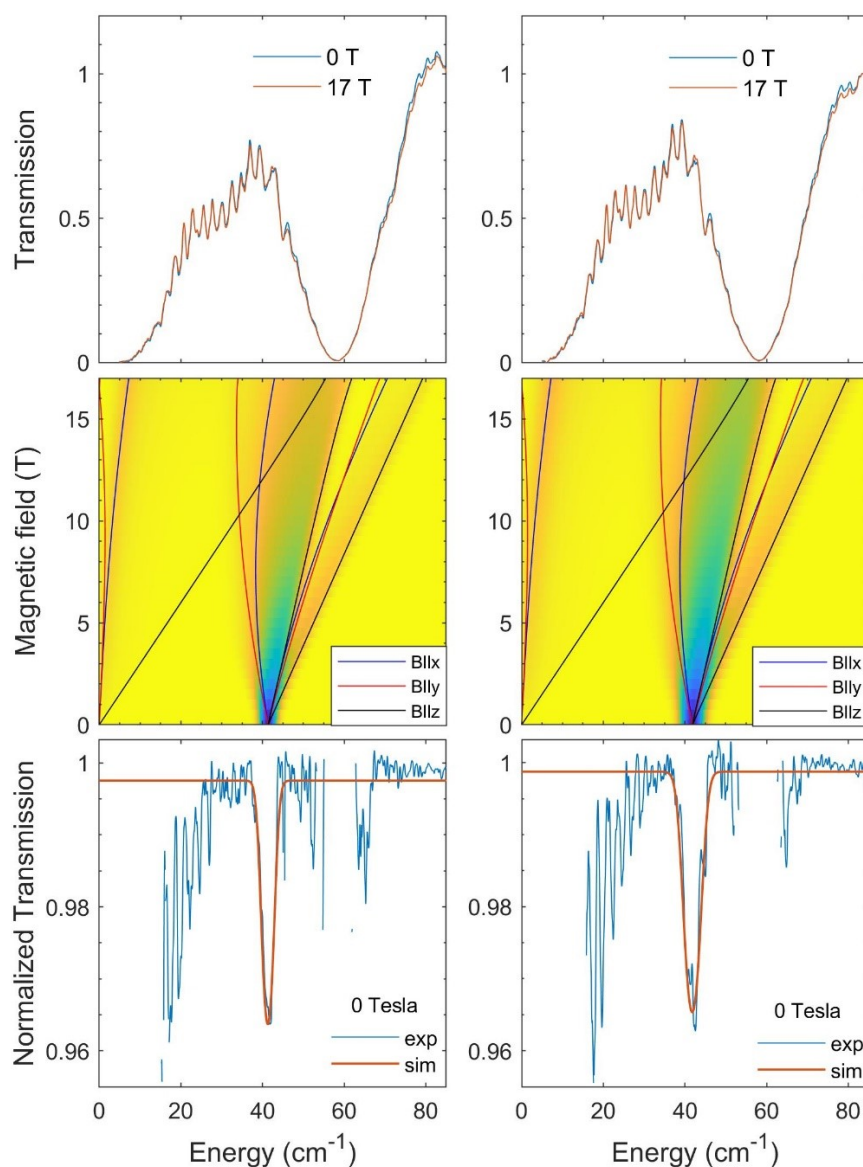 0 T
17 T
1
0.5
0
Transmission
0 T
17 T
1
0.5
0
15
10
5
0
Magnetic field (T)
Bllx
Blly
Bllz
15
10
5
0
Bllx
Blly
Bllz
1
0.98
0.96
Normalized Transmission
0 Tesla
exp
sim
0 20 40 60 80
Energy (cm-1)
1
0.98
0.96
0 Tesla
exp
sim
0 20 40 60 80
Energy (cm-1)